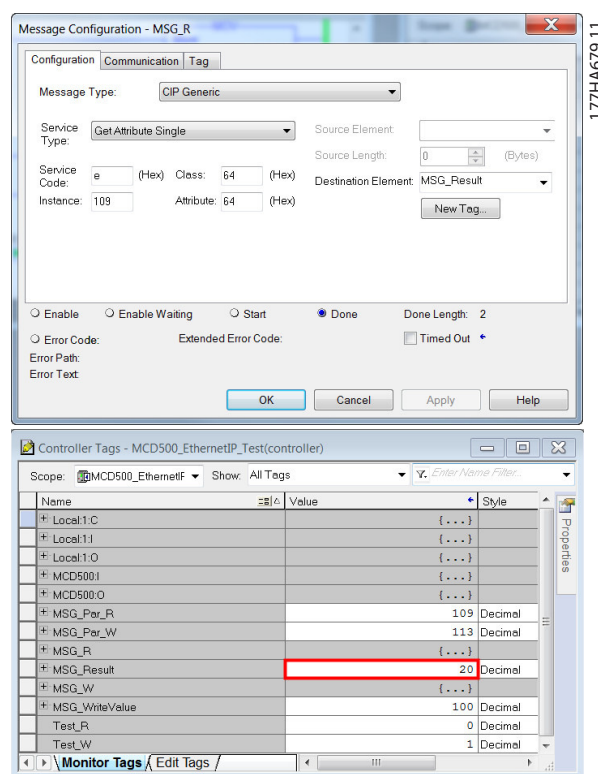 Message Configuration - MSG_R
177HA679.11
Configuration Communication Tag
Message Type: CIP Generic
Service Type: Get Attribute Single Source Element:
Source Length: 0 (Bytes)
Service Code: e (Hex) Class: 64 (Hex) Destination Element: MSG_Result
Instance: 109 Attribute: 64 (Hex) New Tag...
Enable Enable Waiting Start Done Done Length: 2
Error Code: Extended Error Code: Timed Out
Error Path:
Error Text:
OK Cancel Apply Help
Controller Tags - MCD500_EthernetIP_Test(controller)
Scope: MCD500_EthernetIF Show: All Tags Enter Name Filter...
Name Value Style
Local:1:C {...}
Local:1:I {...}
Local:1:O {...}
MCD500:I {...}
MCD500:O {...}
MSG_Par_R 109 Decimal
MSG_Par_W 113 Decimal
MSG_R {...}
MSG_Result 20 Decimal
MSG_W {...}
MSG_WriteValue 100 Decimal
Test_R 0 Decimal
Test_W 1 Decimal
Monitor Tags Edit Tags
Properties